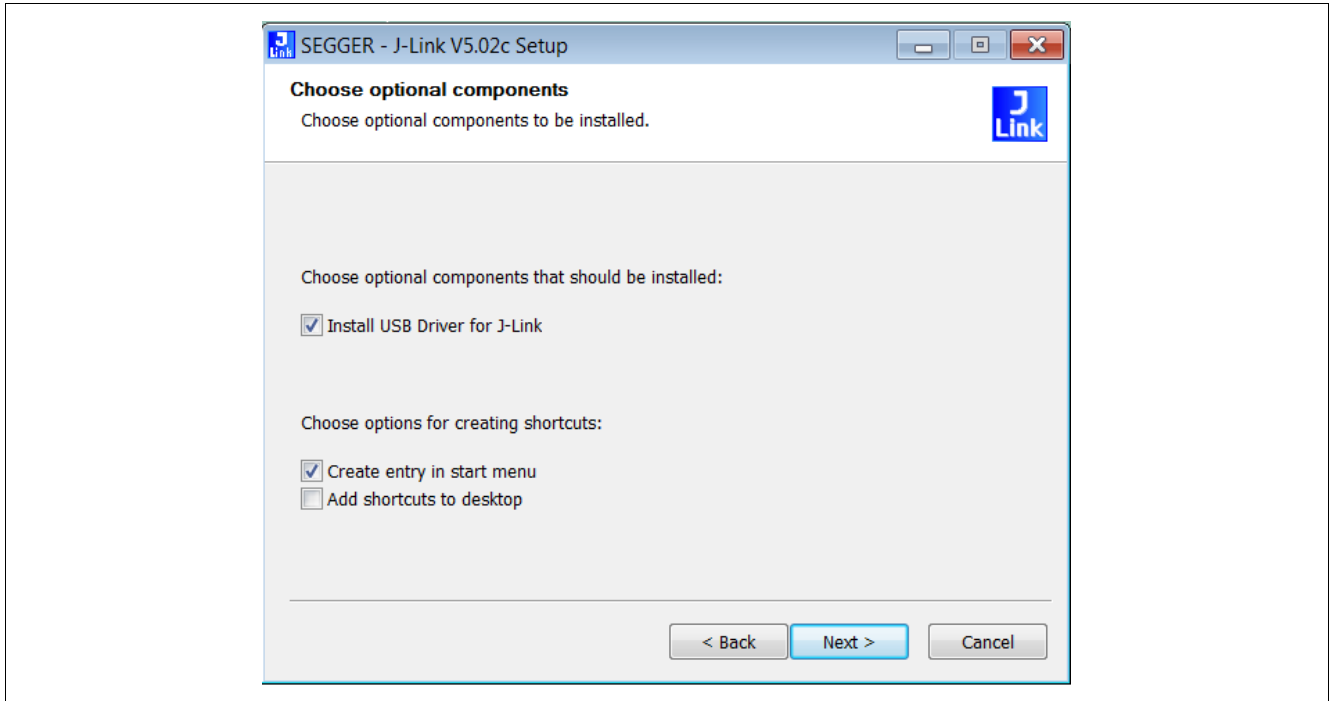 J
Link
SEGGER - J-Link V5.02c Setup
Choose optional components
Choose optional components to be installed.
J
Link
Choose optional components that should be installed:
Install USB Driver for J-Link
Choose options for creating shortcuts:
Create entry in start menu
Add shortcuts to desktop
< Back
Next >
Cancel